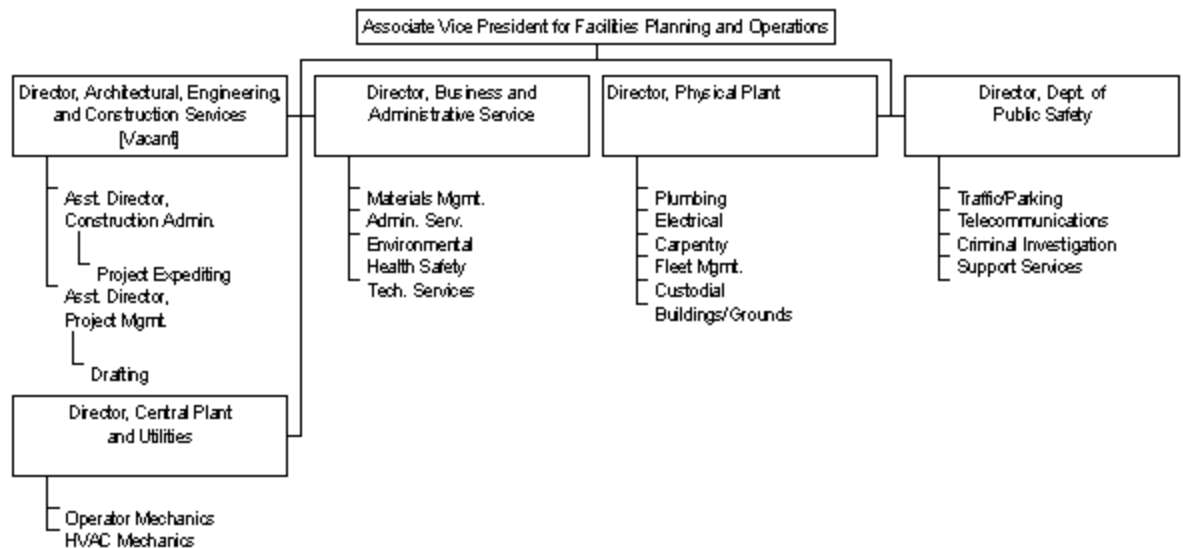 Associate Vice President for Facilities Planning and Operations
Director, Architectural, Engineering,
and Construction Services
[Vacant]
Asst. Director,
Construction Admin.
Project Expediting
Asst. Director,
Project Mgmt.
Drafting
Director, Business and
Administrative Service
Materials Mgmt.
Admin. Serv.
Environmental
Health Safety
Tech. Services
Director, Physical Plant
Plumbing
Electrical
Carpentry
Fleet Mgmt.
Custodial
Buildings/Grounds
Director, Dept. of
Public Safety
Traffic/Parking
Telecommunications
Criminal Investigation
Support Services
Director, Central Plant
and Utilities
Operator Mechanics
HVAC Mechanics